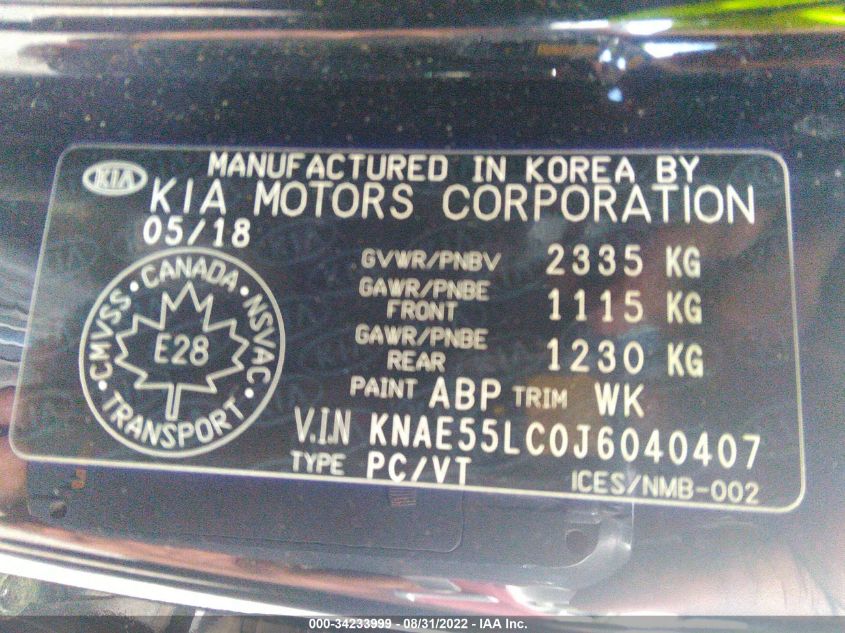 KIA
MANUFACTURED IN KOREA BY
KIA MOTORS CORPORATION
05/18
CMVSS • CANADA • NSVAC •
E28
TRANSPORT
GVWR/PNBV 2335 KG
GAWR/PNBE
FRONT 1115 KG
GAWR/PNBE
REAR 1230 KG
PAINT ABP TRIM WK
V.I.N KNAE55LC0J6040407
TYPE PC/VT
ICES/NMB-002
000-34233999 - 08/31/2022 - IAA Inc.